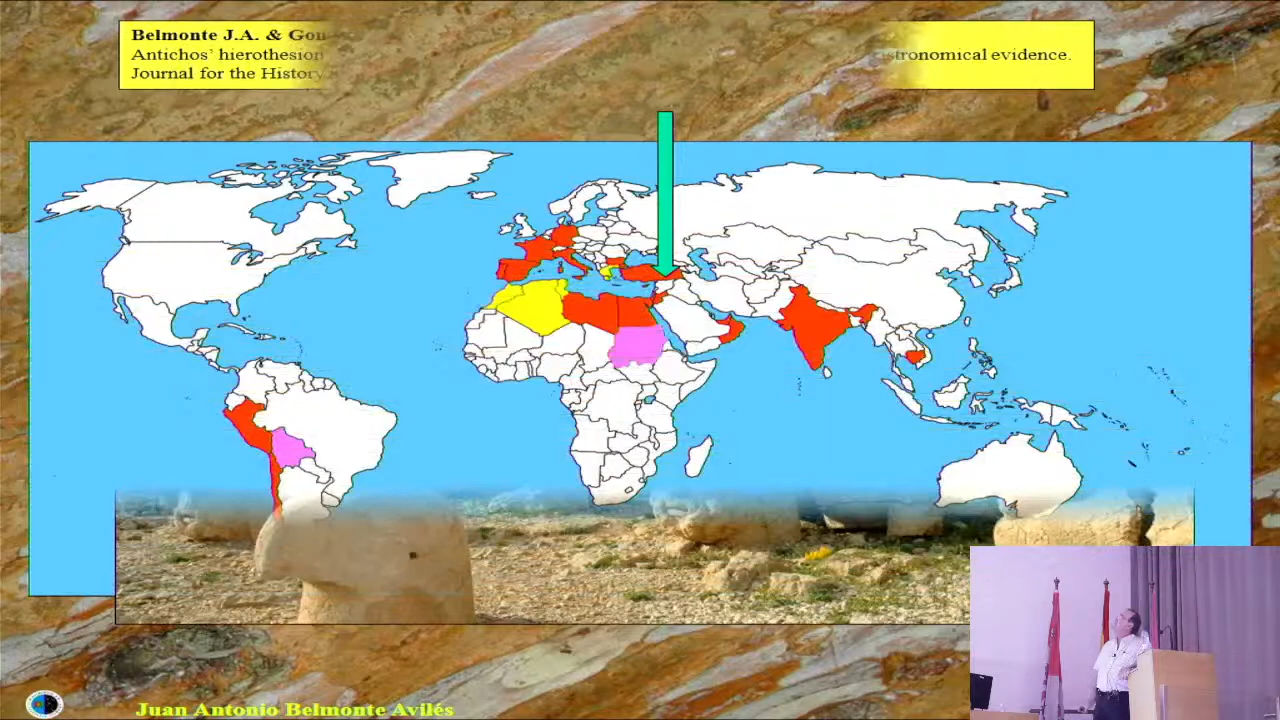 Belmonte J.A. & Gon
Antichos' hierothesion
stronomical evidence.
Journal for the History
Juan Antonio Belmonte Avilés